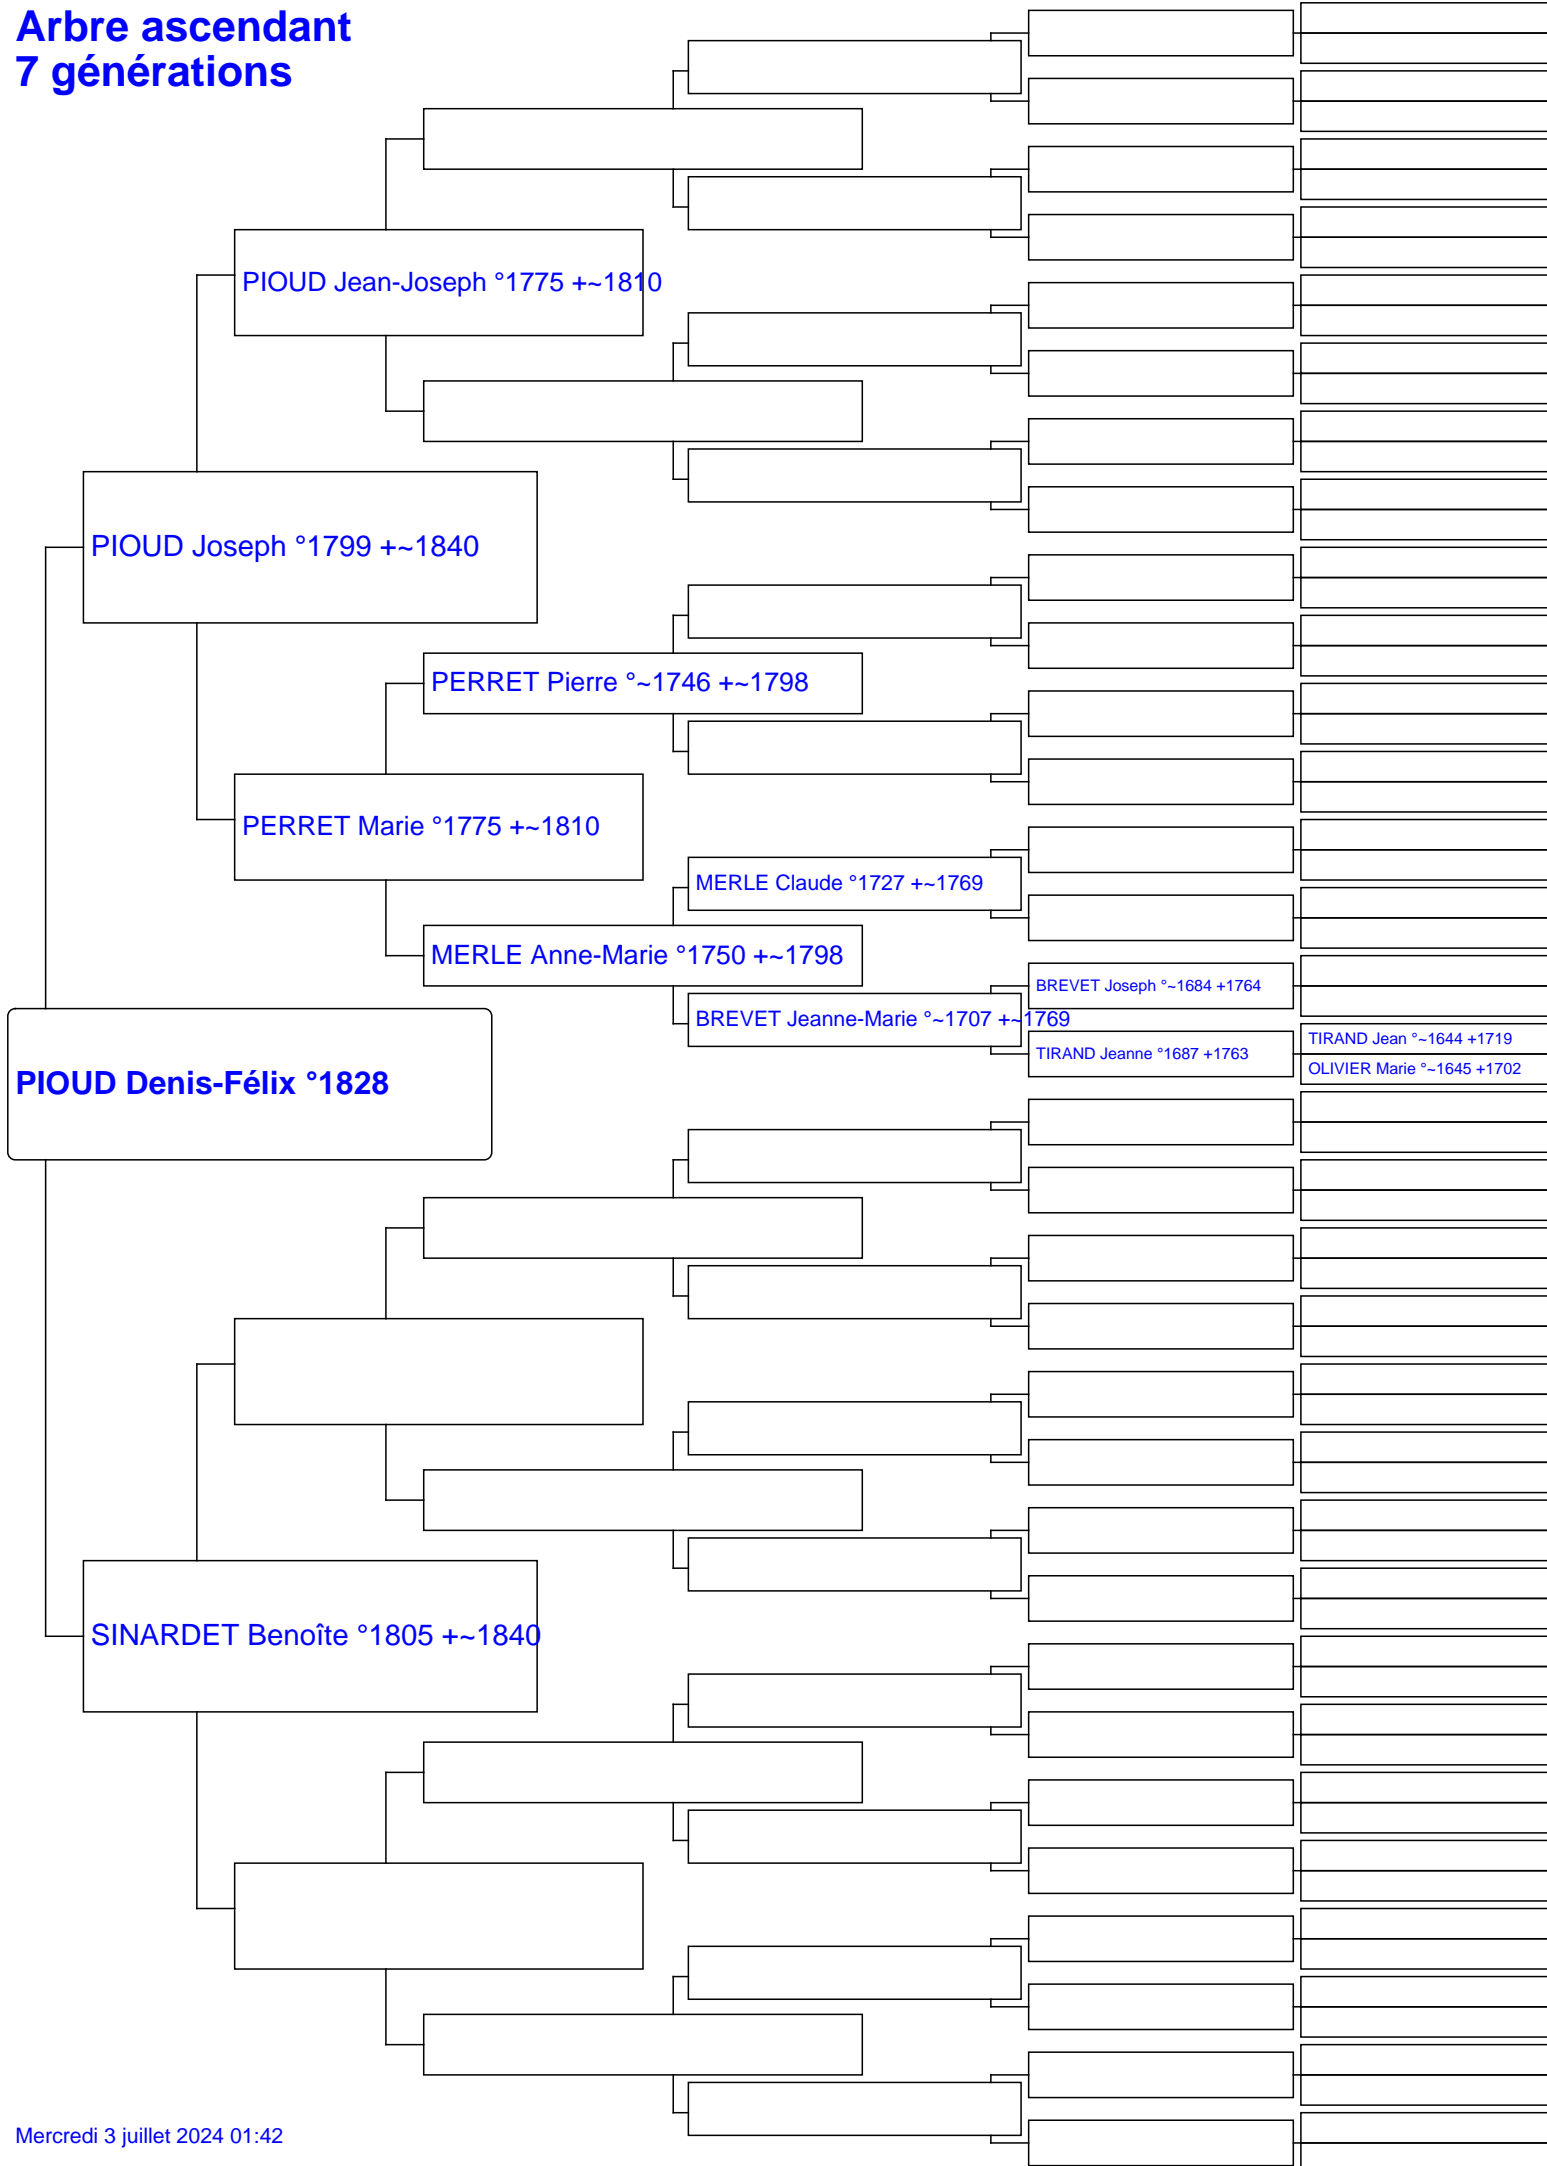 Arbre ascendant
7 générations
PIOUD Jean-Joseph °1775 +~1810
PIOUD Joseph °1799 +~1840
PERRET Pierre °~1746 +~1798
PERRET Marie °1775 +~1810
MERLE Claude °1727 +~1769
MERLE Anne-Marie °1750 +~1798
BREVET Joseph °~1684 +1764
BREVET Jeanne-Marie °~1707 +~1769
TIRAND Jean °~1644 +1719
TIRAND Jeanne °1687 +1763
OLIVIER Marie °~1645 +1702
PIOUD Denis-Félix °1828
SINARDET Benoîte °1805 +~1840
Mercredi 3 juillet 2024 01:42